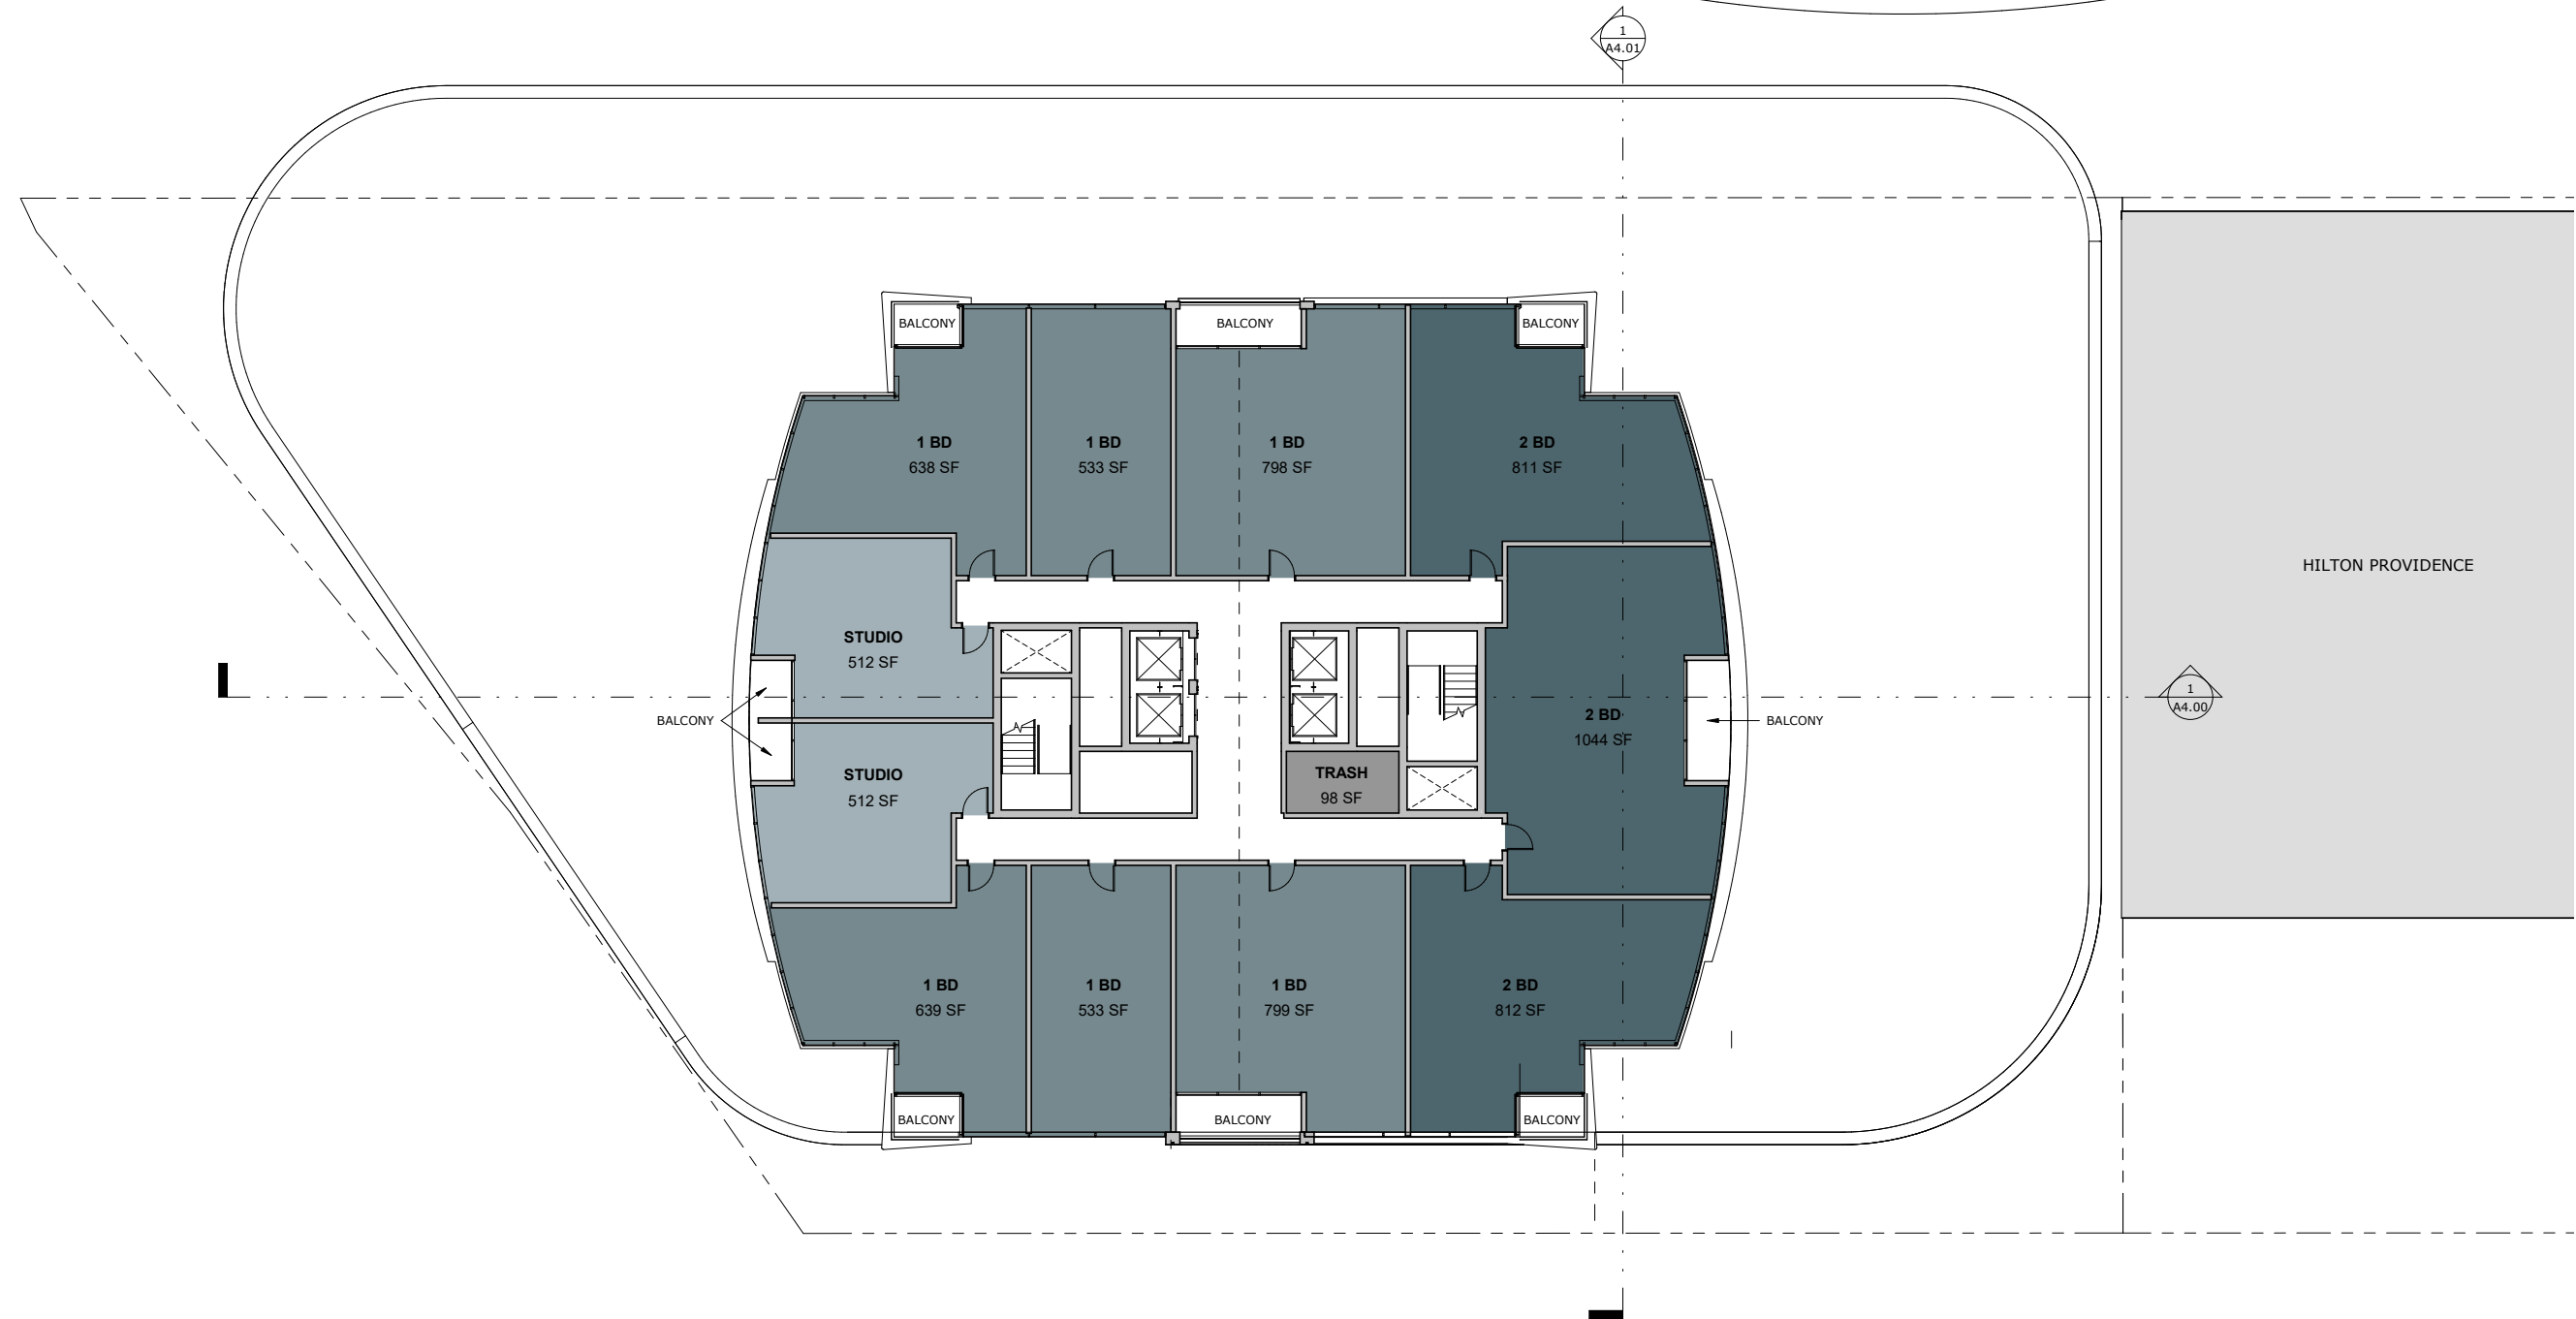 1
A4.01
BALCONY
BALCONY
BALCONY
1 BD
638 SF
1 BD
533 SF
1 BD
798 SF
2 BD
811 SF
HILTON PROVIDENCE
STUDIO
512 SF
BALCONY
2 BD
1044 SF
BALCONY
1
A4.00
STUDIO
512 SF
TRASH
98 SF
1 BD
639 SF
1 BD
533 SF
1 BD
799 SF
2 BD
812 SF
BALCONY
BALCONY
BALCONY